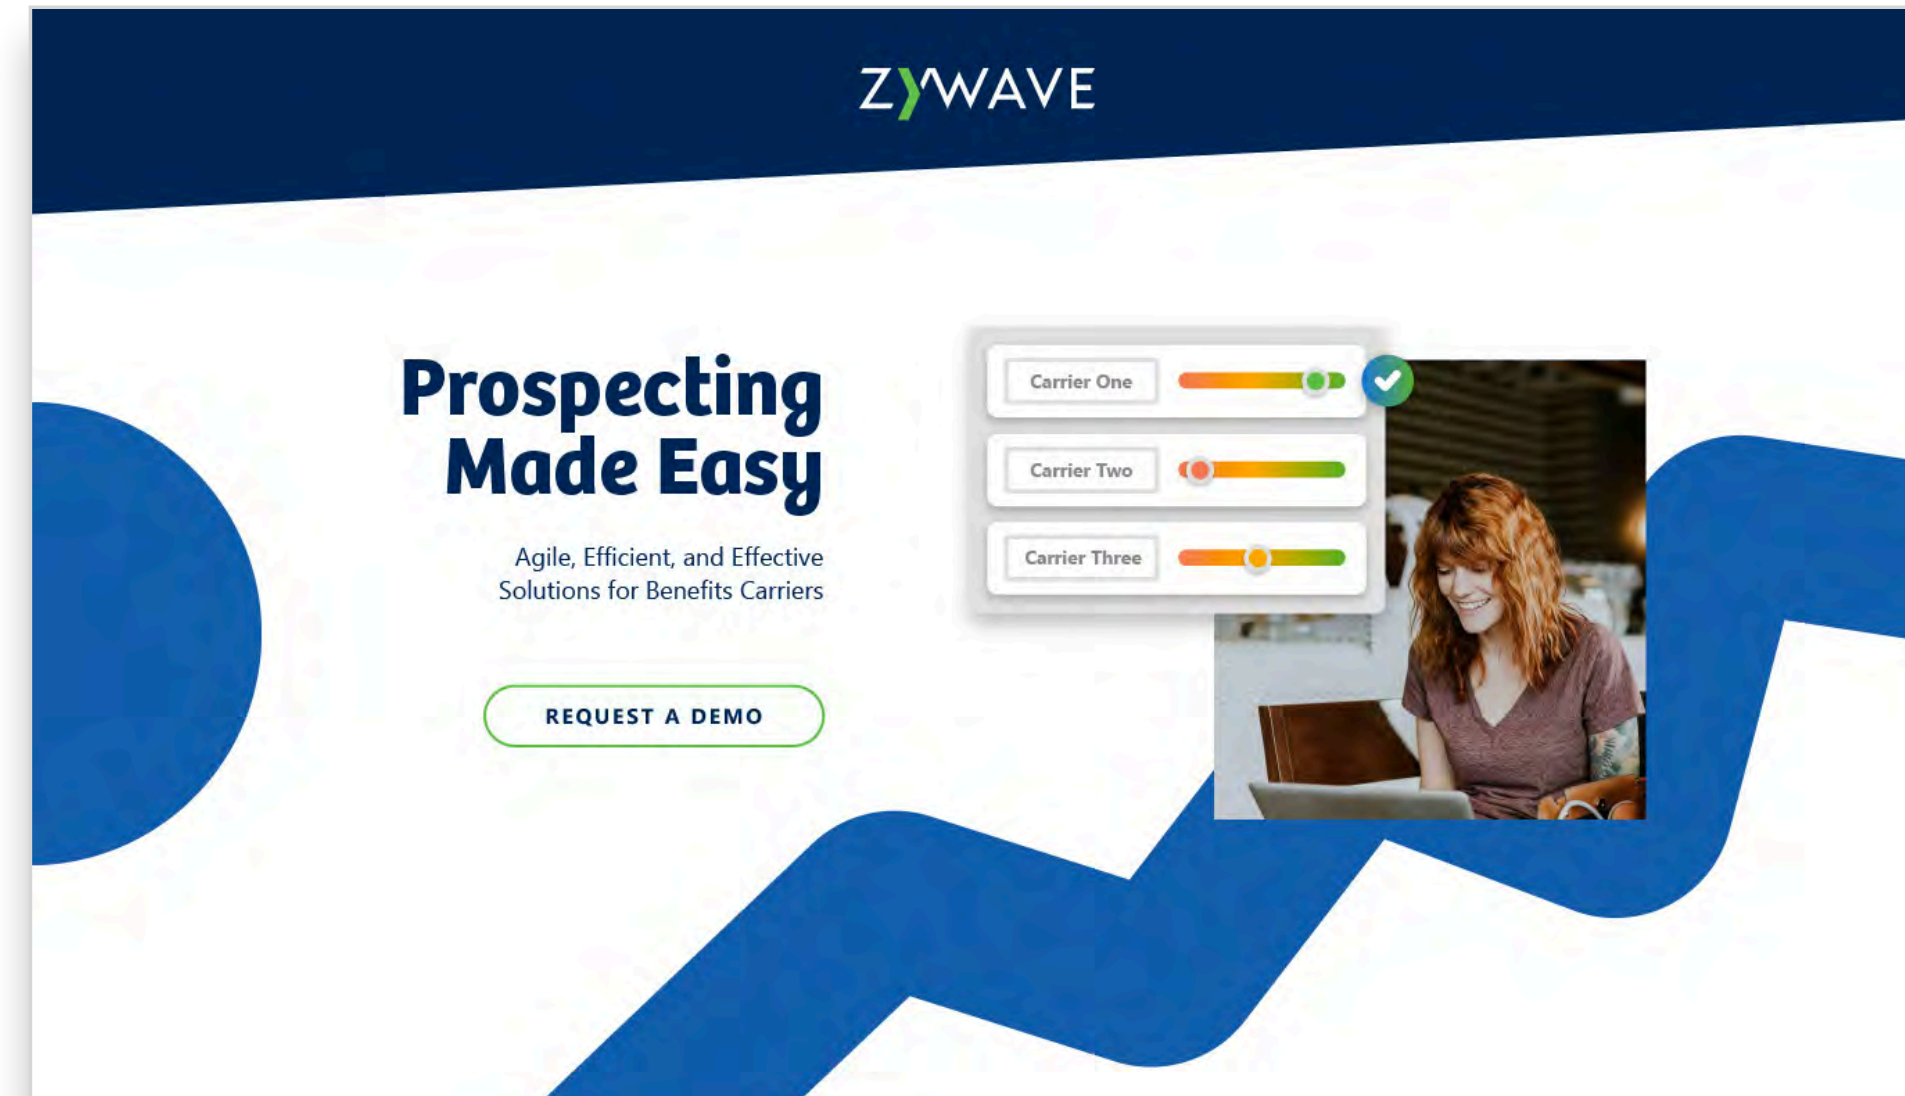 ZYWAVE
Prospecting
Made Easy
Agile, Efficient, and Effective
Solutions for Benefits Carriers
REQUEST A DEMO
Carrier One
Carrier Two
Carrier Three